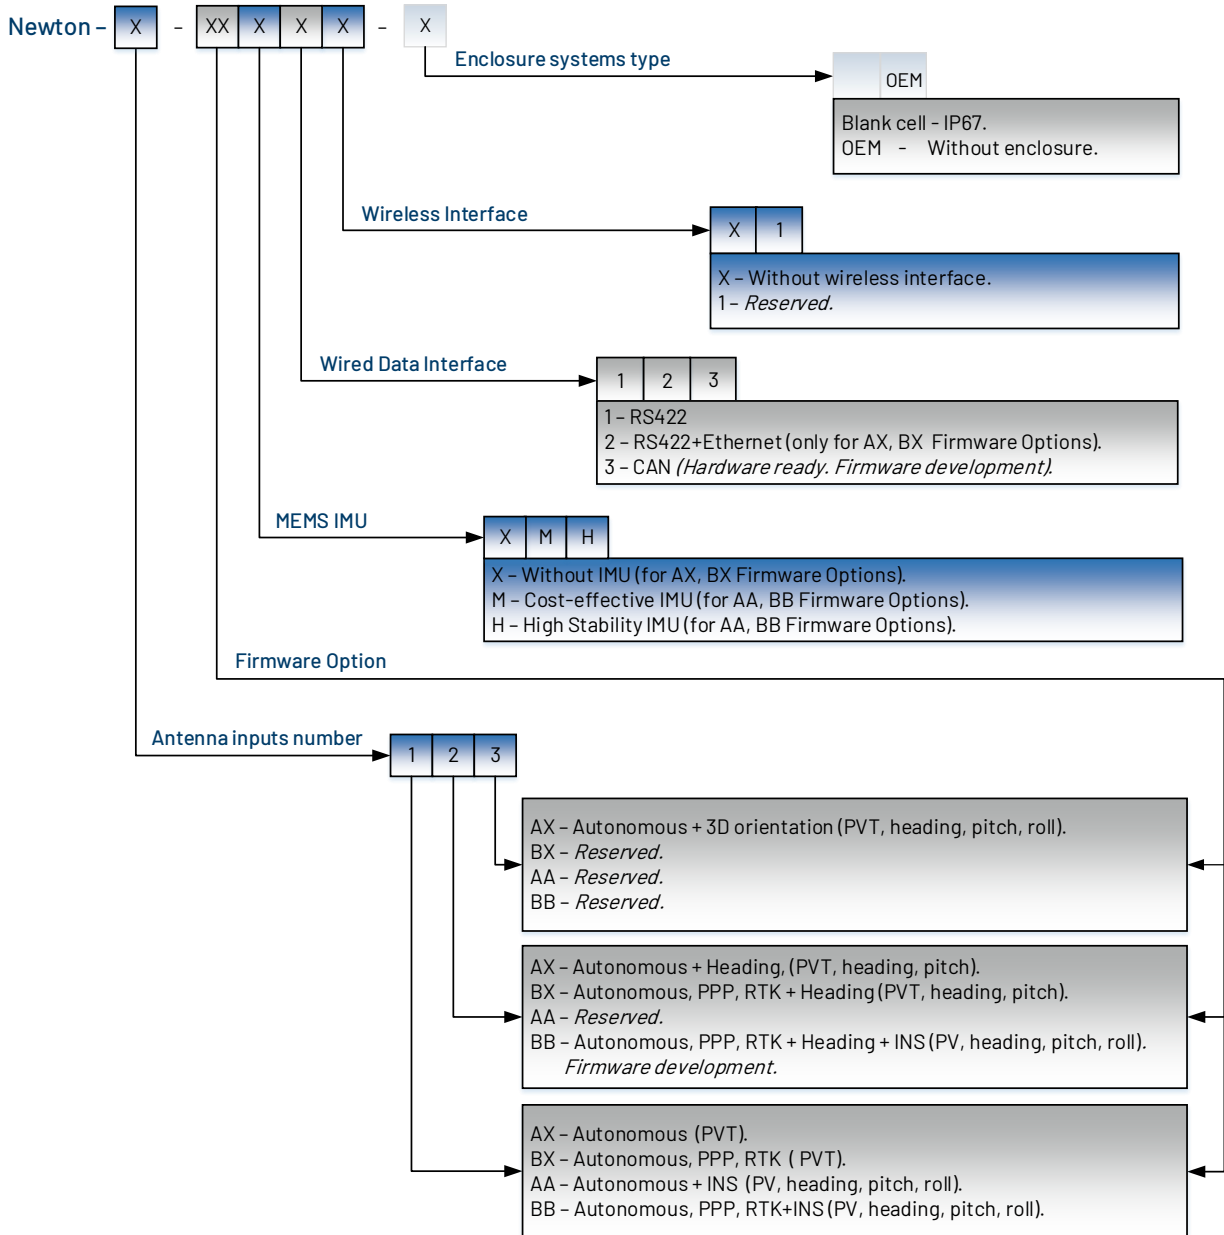 Newton – X - XX X X X - X
Enclosure systems type
OEM
Blank cell - IP67.
OEM - Without enclosure.
Wireless Interface
X 1
X – Without wireless interface.
1 – Reserved.
Wired Data Interface
1 2 3
1 – RS422
2 – RS422+Ethernet (only for AX, BX Firmware Options).
3 – CAN (Hardware ready. Firmware development).
MEMS IMU
X M H
X – Without IMU (for AX, BX Firmware Options).
M – Cost-effective IMU (for AA, BB Firmware Options).
H – High Stability IMU (for AA, BB Firmware Options).
Firmware Option
Antenna inputs number
1 2 3
AX – Autonomous + 3D orientation (PVT, heading, pitch, roll).
BX – Reserved.
AA – Reserved.
BB – Reserved.
AX – Autonomous + Heading, (PVT, heading, pitch).
BX – Autonomous, PPP, RTK + Heading (PVT, heading, pitch).
AA – Reserved.
BB – Autonomous, PPP, RTK + Heading + INS (PV, heading, pitch, roll).
Firmware development.
AX – Autonomous (PVT).
BX – Autonomous, PPP, RTK ( PVT).
AA – Autonomous + INS (PV, heading, pitch, roll).
BB – Autonomous, PPP, RTK+INS (PV, heading, pitch, roll).